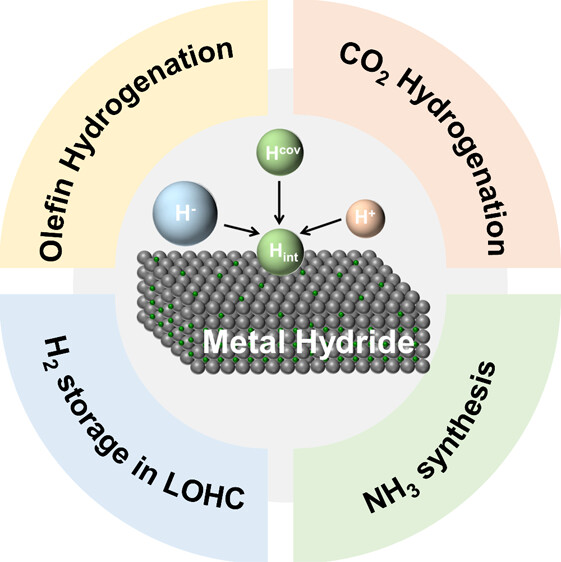 Olefin Hydrogenation
CO₂ Hydrogenation
Hᶜᵒᵛ
H⁻
H⁺
Hᵢₙₜ
Metal Hydride
H₂ storage in LOHC
NH₃ synthesis